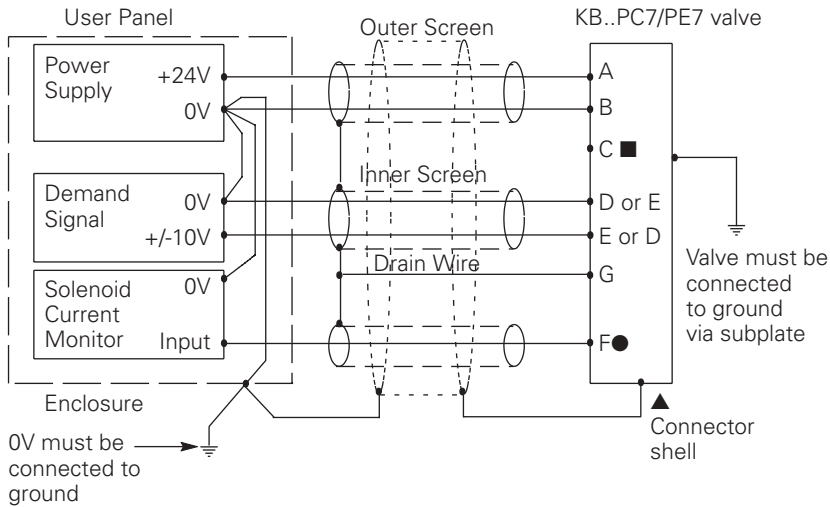 User Panel
Outer Screen
KB..PC7/PE7 valve
Power
Supply
+24V
0V
A
B
C ■
Inner Screen
Demand
Signal
0V
+/-10V
D or E
E or D
Drain Wire
G
Solenoid
Current
Monitor
0V
Input
F●
Valve must be
connected
to ground
via subplate
Enclosure
▲
Connector
shell
0V must be
connected to
ground